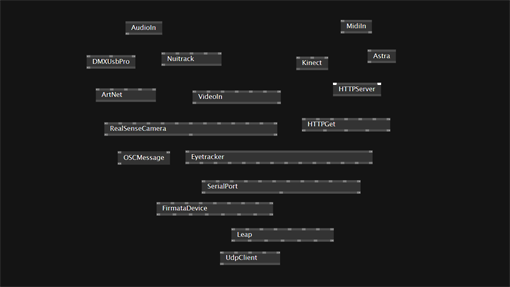 AudioIn
MidiIn
DMXUsbPro
Nuitrack
Kinect
Astra
ArtNet
VideoIn
HTTPServer
RealSenseCamera
HTTPGet
OSCMessage
Eyetracker
SerialPort
FirmataDevice
Leap
UdpClient